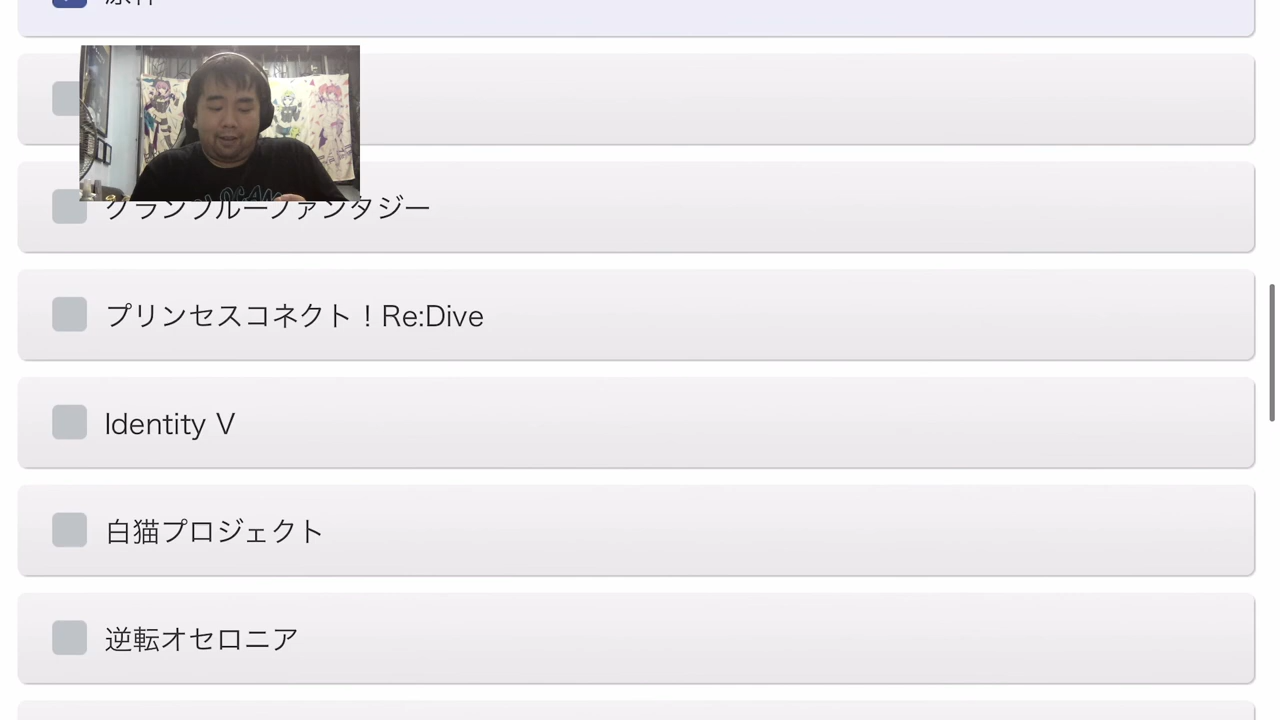 原神
グランブルーファンタジー
プリンセスコネクト！Re:Dive
Identity V
白猫プロジェクト
逆転オセロニア